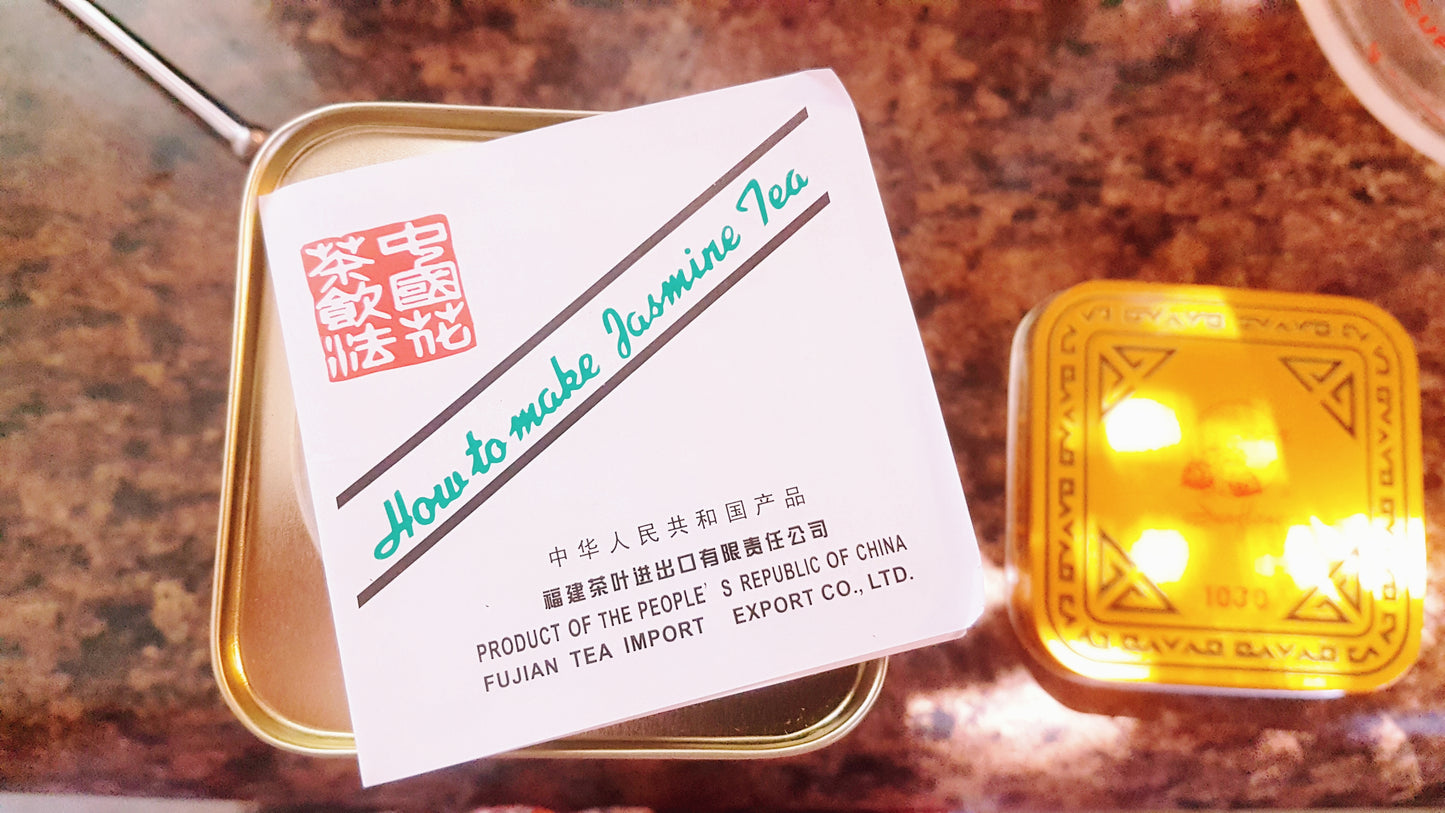 中國花
茶飲法
How to make Jasmine Tea
中华人民共和国产品
福建茶叶进出口有限责任公司
PRODUCT OF THE PEOPLE' S REPUBLIC OF CHINA
FUJIAN TEA IMPORT EXPORT CO., LTD.
1030